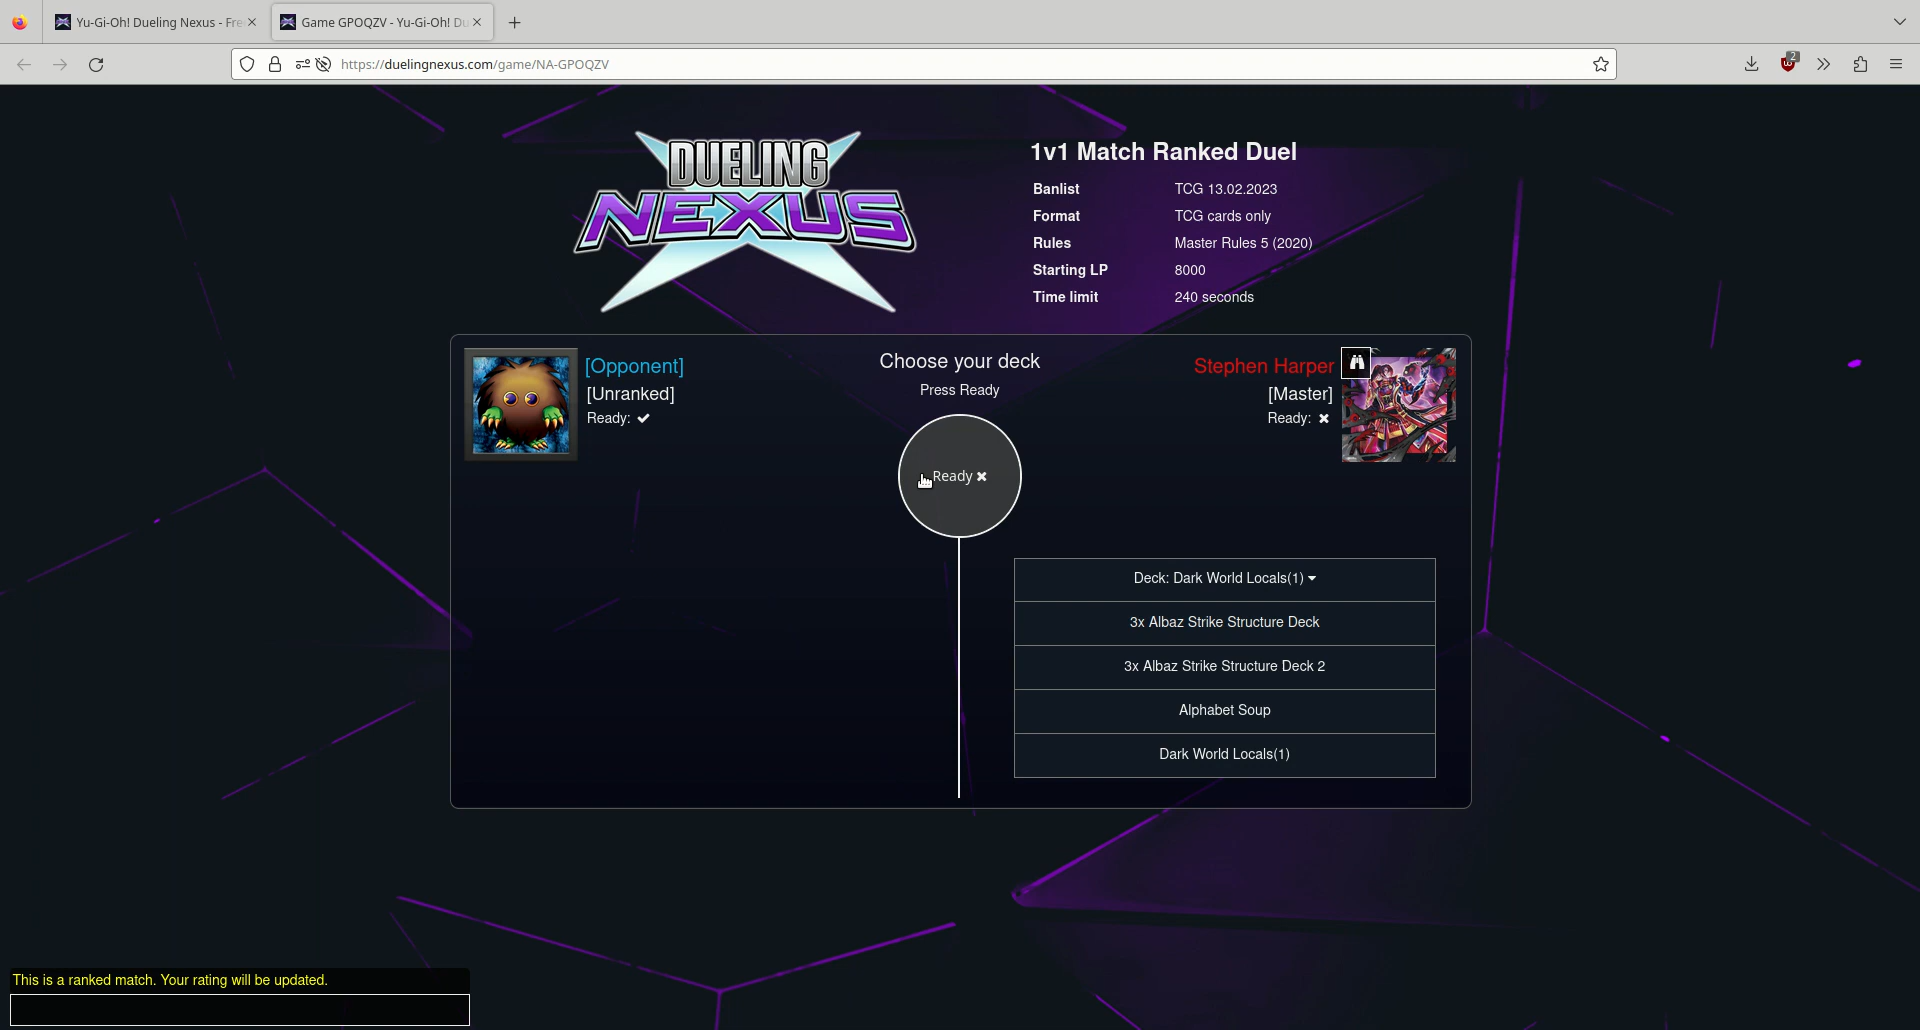 Yu-Gi-Oh! Dueling Nexus - Fre
Game GPOQZV - Yu-Gi-Oh! Du
https://duelingnexus.com/game/NA-GPOQZV
2
DUELING
NEXUS
1v1 Match Ranked Duel
Banlist TCG 13.02.2023
Format TCG cards only
Rules Master Rules 5 (2020)
Starting LP 8000
Time limit 240 seconds
[Opponent]
[Unranked]
Ready:
Choose your deck
Press Ready
Ready
Stephen Harper
[Master]
Ready:
Deck: Dark World Locals(1)
3x Albaz Strike Structure Deck
3x Albaz Strike Structure Deck 2
Alphabet Soup
Dark World Locals(1)
This is a ranked match. Your rating will be updated.